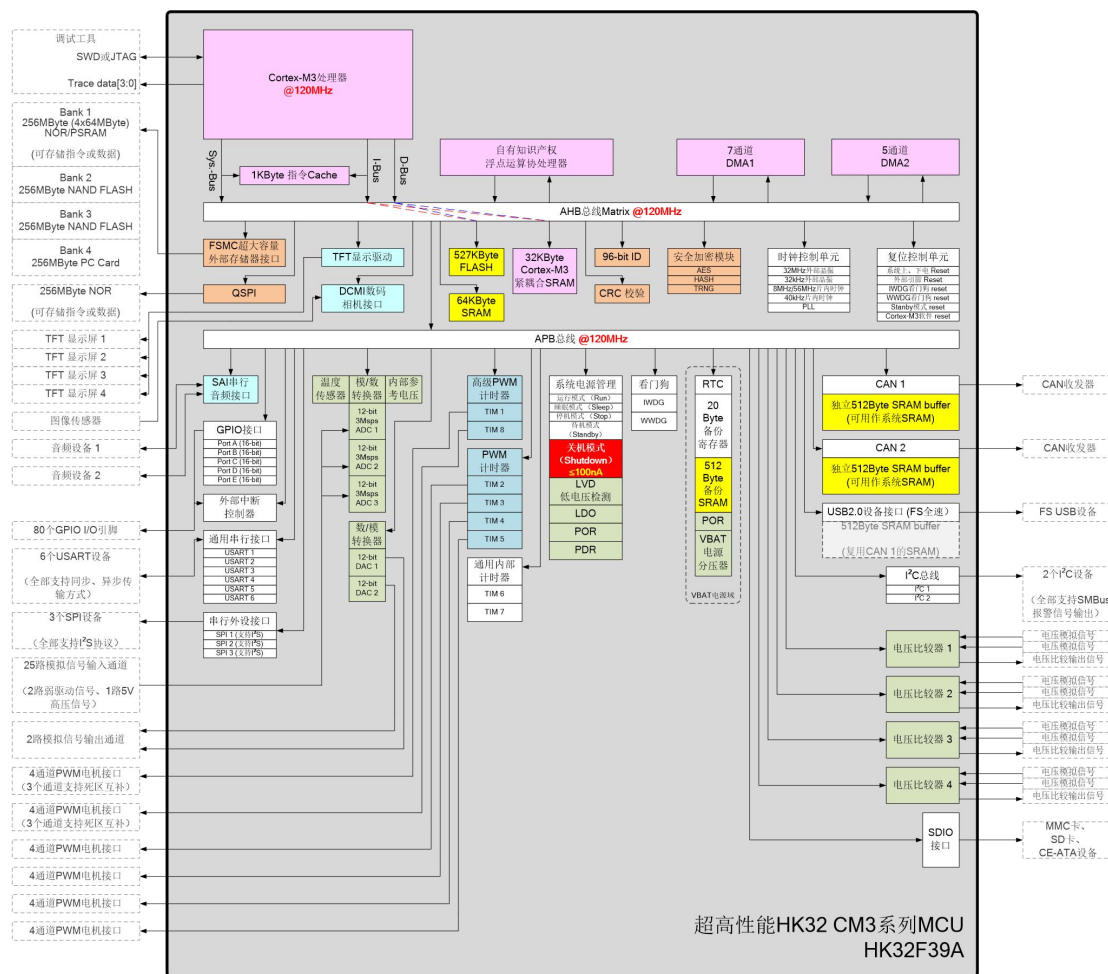 调试工具
SWD或JTAG
Trace data[3:0]
Bank 1
256MByte (4x64MByte)
NOR/PSRAM
(可存储指令或数据)
Bank 2
256MByte NAND FLASH
Bank 3
256MByte NAND FLASH
Bank 4
256MByte PC Card
256MByte NOR
(可存储指令或数据)
TFT 显示屏 1
TFT 显示屏 2
TFT 显示屏 3
TFT 显示屏 4
图像传感器
音频设备 1
音频设备 2
80个GPIO I/O引脚
6个USART设备
(全部支持同步、异步传
输方式)
3个SPI设备
(全部支持I²S协议)
25路模拟信号输入通道
(2路弱驱动信号、1路5V
高压信号)
2路模拟信号输出通道
4通道PWM电机接口
(3个通道支持死区互补)
4通道PWM电机接口
(3个通道支持死区互补)
4通道PWM电机接口
4通道PWM电机接口
4通道PWM电机接口
4通道PWM电机接口
Cortex-M3处理器
@120MHz
Sys.-Bus
I-Bus
D-Bus
1KByte 指令Cache
自有知识产权
浮点运算协处理器
7通道
DMA1
5通道
DMA2
AHB总线Matrix @120MHz
FSMC超大容量
外部存储器接口
QSPI
TFT显示驱动
DCMI数码
相机接口
527KByte
FLASH
64KByte
SRAM
32KByte
Cortex-M3
紧耦合SRAM
96-bit ID
CRC 校验
安全加密模块
AES
HASH
TRNG
时钟控制单元
32MHz外部晶振
32kHz外部晶振
8MHz/56MHz片内时钟
40kHz片内时钟
PLL
复位控制单元
系统上、下电 Reset
外部引脚 Reset
IWDG看门狗 reset
WWDG看门狗 reset
Stanby模式 reset
Cortex-M3软件 reset
APB总线 @120MHz
SAI串行
音频接口
GPIO接口
Port A (16-bit)
Port B (16-bit)
Port C (16-bit)
Port D (16-bit)
Port E (16-bit)
外部中断
控制器
通用串行接口
USART 1
USART 2
USART 3
USART 4
USART 5
USART 6
串行外设接口
SPI 1 (支持I²S)
SPI 2 (支持I²S)
SPI 3 (支持I²S)
温度
传感器
模/数
转换器
内部参
考电压
12-bit
3Msps
ADC 1
12-bit
3Msps
ADC 2
12-bit
3Msps
ADC 3
数/模
转换器
12-bit
DAC 1
12-bit
DAC 2
高级PWM
计时器
TIM 1
TIM 8
PWM
计时器
TIM 2
TIM 3
TIM 4
TIM 5
通用内部
计时器
TIM 6
TIM 7
系统电源管理
运行模式 (Run)
睡眠模式 (Sleep)
停机模式 (Stop)
待机模式
(Standby)
关机模式
(Shutdown)
≤100nA
LVD
低电压检测
LDO
POR
PDR
看门狗
IWDG
WWDG
RTC
20
Byte
备份
寄存器
512
Byte
备份
SRAM
POR
VBAT
电源
分压器
VBAT电源域
CAN 1
独立512Byte SRAM buffer
(可用作系统SRAM)
CAN 2
独立512Byte SRAM buffer
(可用作系统SRAM)
USB2.0设备接口 (FS全速)
512Byte SRAM buffer
(复用CAN 1的SRAM)
I²C总线
I²C 1
I²C 2
电压比较器 1
电压比较器 2
电压比较器 3
电压比较器 4
SDIO
接口
CAN收发器
CAN收发器
FS USB设备
2个I²C设备
(全部支持SMBus
报警信号输出)
电压模拟信号
电压模拟信号
电压比较输出信号
电压模拟信号
电压模拟信号
电压比较输出信号
电压模拟信号
电压模拟信号
电压比较输出信号
电压模拟信号
电压模拟信号
电压比较输出信号
MMC卡、
SD卡、
CE-ATA设备
超高性能HK32 CM3系列MCU
HK32F39A